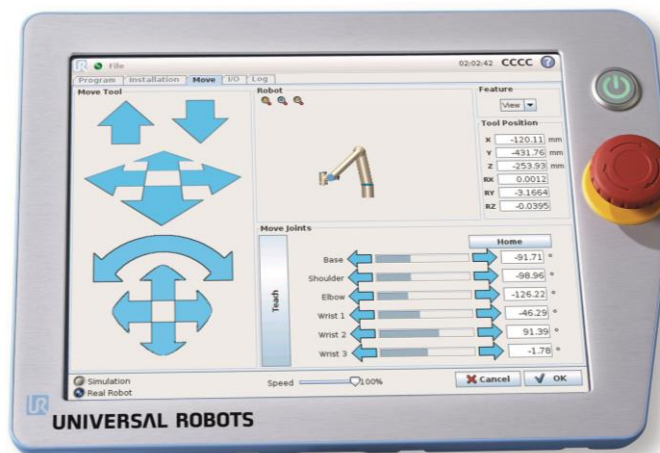 File 02:02:42 CCCC ?
Program Installation Move I/O Log
Move Tool
Robot
Feature
View
Tool Position
X -120.11 mm
Y -431.76 mm
Z -253.93 mm
RX 0.0012
RY -3.1664
RZ -0.0395
Move Joints
Home
Teach
Base -91.71 °
Shoulder -98.96 °
Elbow -126.22 °
Wrist 1 -46.29 °
Wrist 2 91.39 °
Wrist 3 -1.78 °
Simulation
Real Robot
Speed 100%
Cancel OK
UR
UNIVERSAL ROBOTS